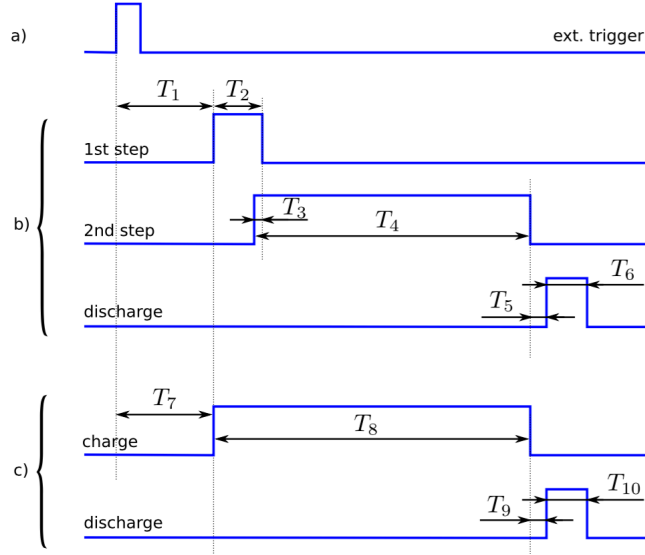 a)
ext. trigger
T1
T2
1st step
b)
T3
T4
2nd step
T6
T5
discharge
T7
T8
charge
c)
T10
T9
discharge